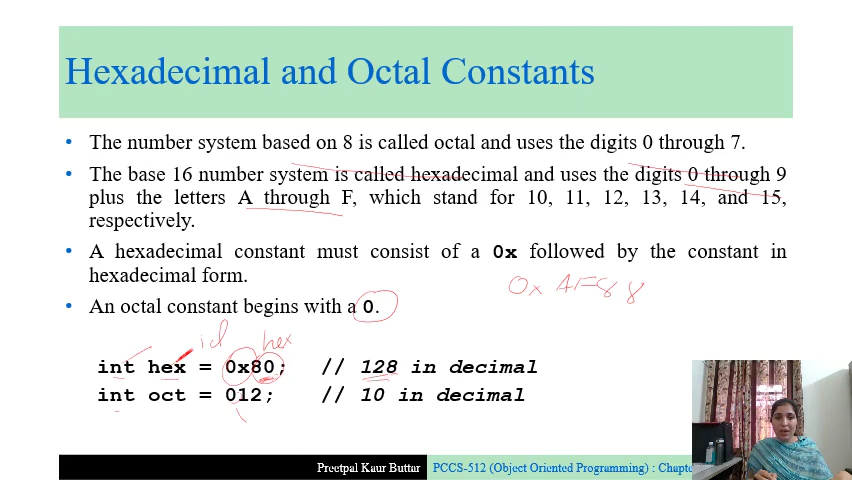 Hexadecimal and Octal Constants
• The number system based on 8 is called octal and uses the digits 0 through 7.
• The base 16 number system is called hexadecimal and uses the digits 0 through 9
plus the letters A through F, which stand for 10, 11, 12, 13, 14, and 15,
respectively.
• A hexadecimal constant must consist of a 0x followed by the constant in
hexadecimal form.
0x AF88
• An octal constant begins with a 0.
id hex
int hex = 0x80; // 128 in decimal
int oct = 012; // 10 in decimal
Preetpal Kaur Buttar PCCS-512 (Object Oriented Programming) : Chapte